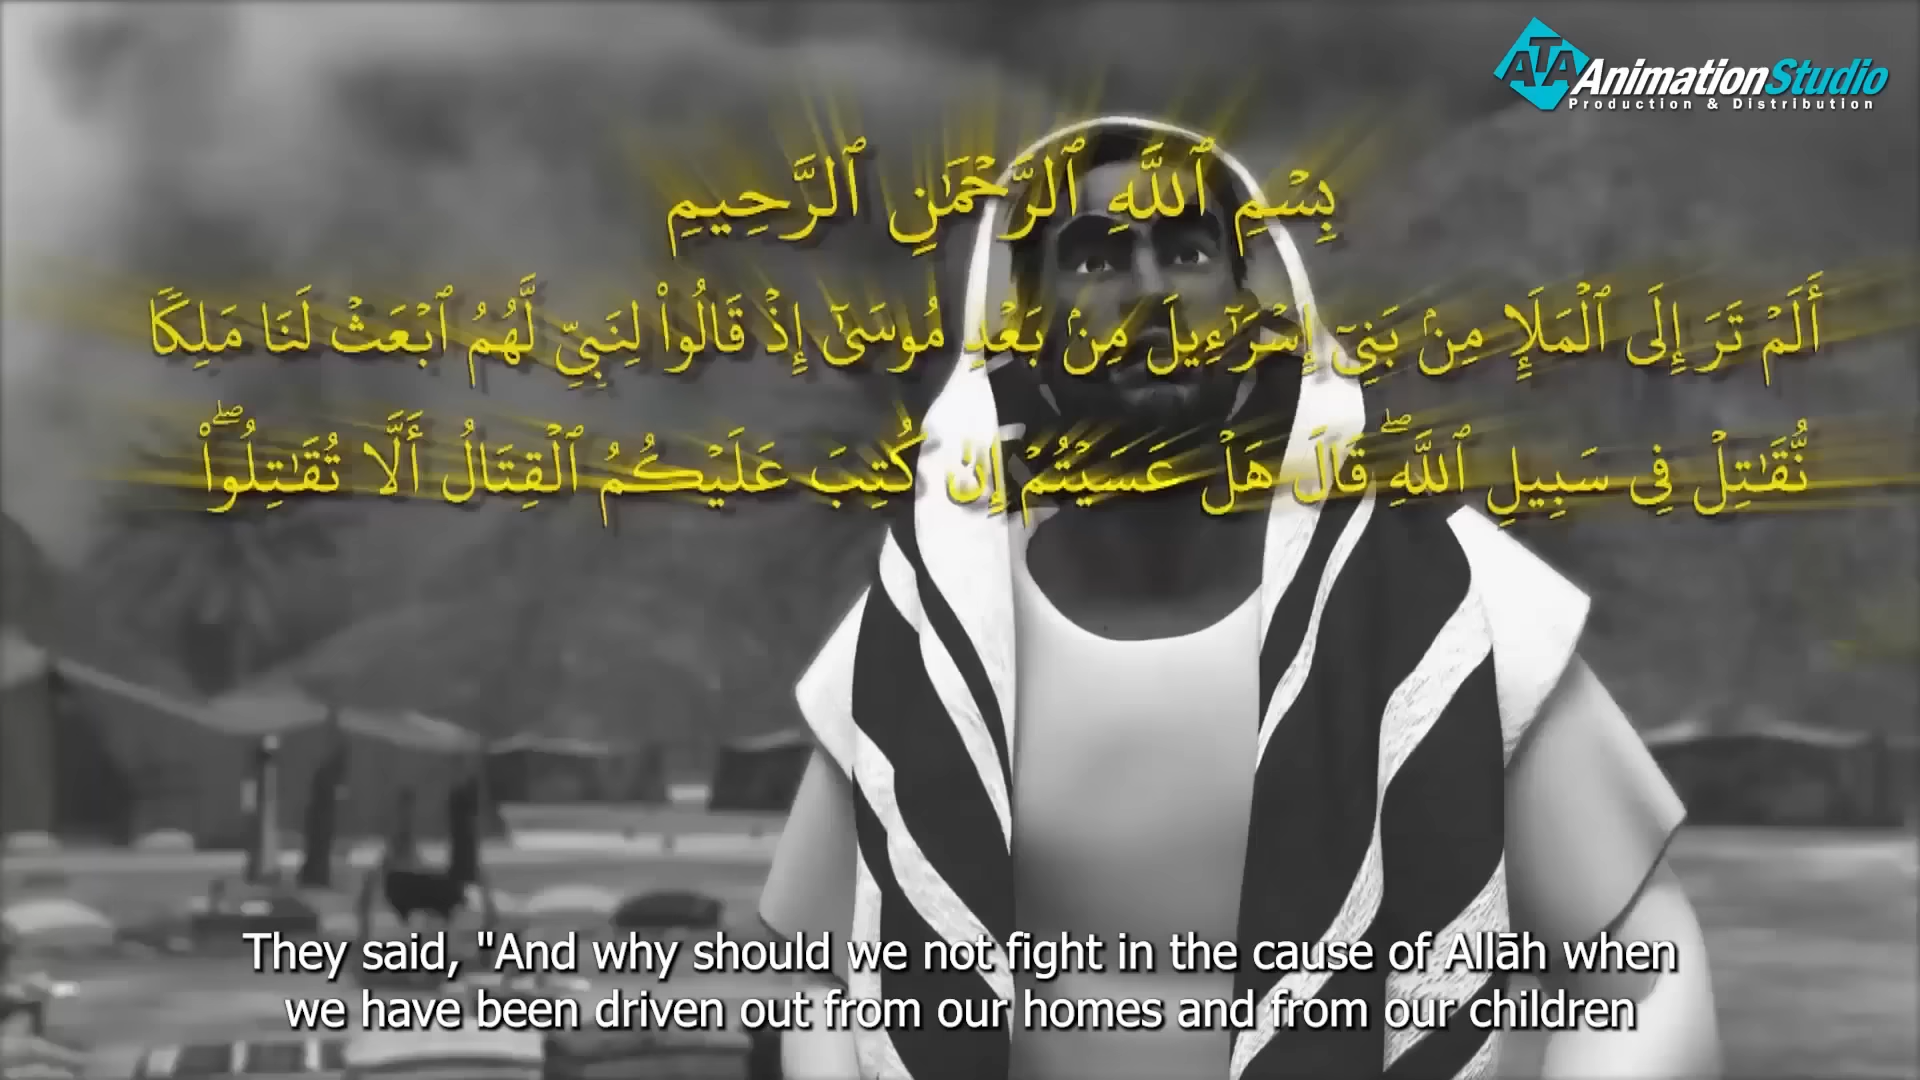 ATA AnimationStudio
Production & Distribution
بِسْمِ ٱللَّهِ ٱلرَّحْمَٰنِ ٱلرَّحِيمِ
أَلَمْ تَرَ إِلَى ٱلْمَلَإِ مِنۢ بَنِىٓ إِسْرَٰٓءِيلَ مِنۢ بَعْدِ مُوسَىٰٓ إِذْ قَالُوا۟ لِنَبِىٍّ لَّهُمُ ٱبْعَثْ لَنَا مَلِكًا
نُّقَٰتِلْ فِى سَبِيلِ ٱللَّهِ ۖ قَالَ هَلْ عَسَيْتُمْ إِن كُتِبَ عَلَيْكُمُ ٱلْقِتَالُ أَلَّا تُقَٰتِلُوا۟ ۖ
They said, "And why should we not fight in the cause of Allāh when
we have been driven out from our homes and from our children